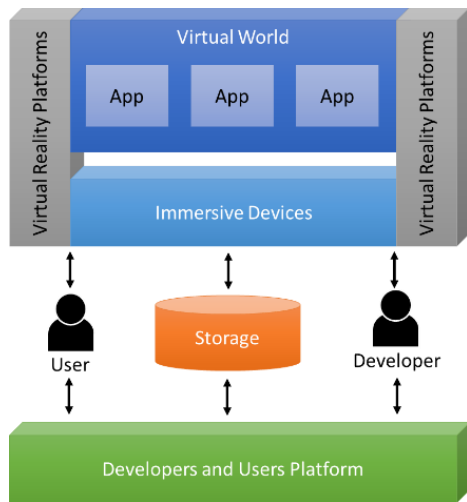 Virtual Reality Platforms
Virtual World
App
App
App
Virtual Reality Platforms
Immersive Devices
User
Storage
Developer
Developers and Users Platform